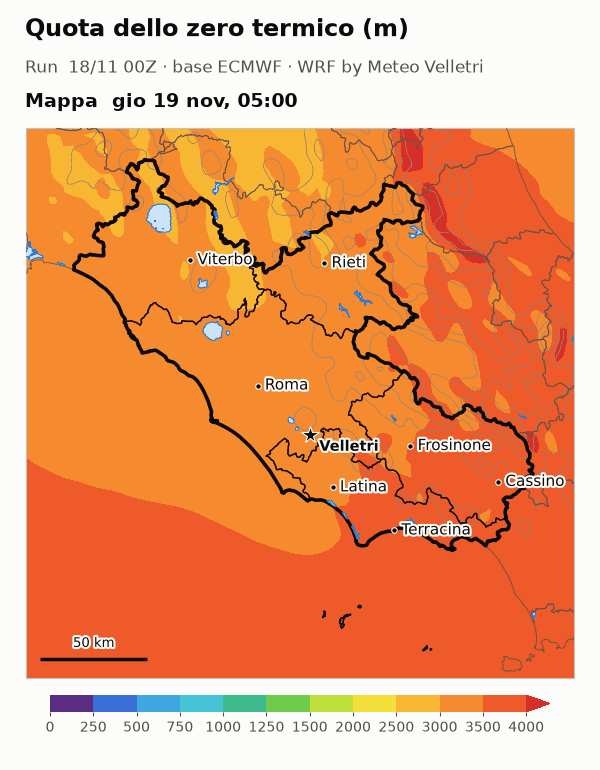 Quota dello zero termico (m)
Run  18/11 00Z · base ECMWF · WRF by Meteo Velletri
Mappa  gio 19 nov, 05:00
Viterbo
Rieti
Roma
Velletri
Frosinone
Latina
Cassino
Terracina
50 km
0 250 500 750 1000 1250 1500 2000 2500 3000 3500 4000